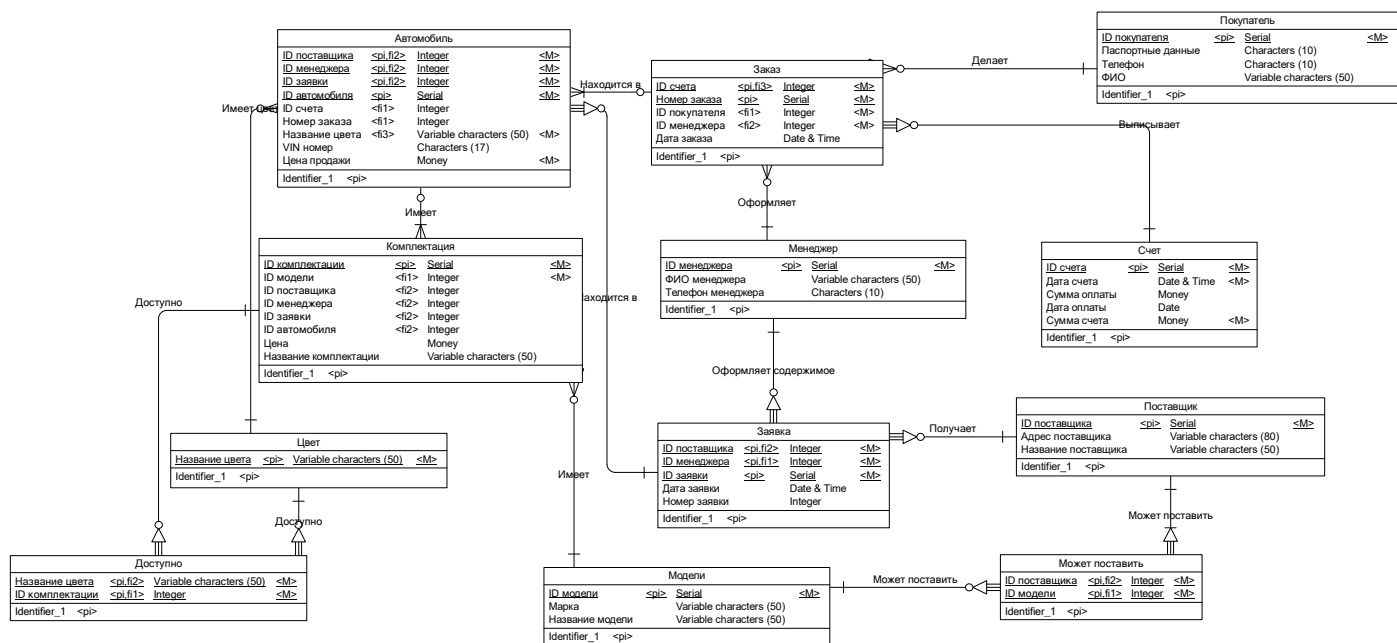 Автомобиль
ID поставщика <pi,fi2> Integer <M>
ID менеджера <pi,fi2> Integer <M>
ID заявки <pi,fi2> Integer <M>
ID автомобиля <pi> Serial <M>
ID счета <fi1> Integer
Номер заказа <fi1> Integer
Название цвета <fi3> Variable characters (50) <M>
VIN номер Characters (17)
Цена продажи Money <M>
Identifier_1 <pi>
Находится в
Заказ
ID счета <pi,fi3> Integer <M>
Номер заказа <pi> Serial <M>
ID покупателя <fi1> Integer <M>
ID менеджера <fi2> Integer <M>
Дата заказа Date & Time
Identifier_1 <pi>
Делает
Покупатель
ID покупателя <pi> Serial <M>
Паспортные данные Characters (10)
Телефон Characters (10)
ФИО Variable characters (50)
Identifier_1 <pi>
Выписывает
Имеет
Оформляет
Комплектация
ID комплектации <pi> Serial <M>
ID модели <fi1> Integer <M>
ID поставщика <fi2> Integer
ID менеджера <fi2> Integer
ID заявки <fi2> Integer
ID автомобиля <fi2> Integer
Цена Money
Название комплектации Variable characters (50)
Identifier_1 <pi>
Менеджер
ID менеджера <pi> Serial <M>
ФИО менеджера Variable characters (50)
Телефон менеджера Characters (10)
Identifier_1 <pi>
Счет
ID счета <pi> Serial <M>
Дата счета Date & Time <M>
Сумма оплаты Money
Дата оплаты Date
Сумма счета Money <M>
Identifier_1 <pi>
Доступно
в
Оформляет содержимое
Цвет
Название цвета <pi> Variable characters (50) <M>
Identifier_1 <pi>
Имеет
Заявка
ID поставщика <pi,fi2> Integer <M>
ID менеджера <pi,fi1> Integer <M>
ID заявки <pi> Serial <M>
Дата заявки Date & Time
Номер заявки Integer
Identifier_1 <pi>
Получает
Поставщик
ID поставщика <pi> Serial <M>
Адрес поставщика Variable characters (80)
Название поставщика Variable characters (50)
Identifier_1 <pi>
Доступно
Может поставить
Доступно
Название цвета <pi,fi2> Variable characters (50) <M>
ID комплектации <pi,fi1> Integer <M>
Identifier_1 <pi>
Модели
ID модели <pi> Serial <M>
Марка Variable characters (50)
Название модели Variable characters (50)
Identifier_1 <pi>
Может поставить
Может поставить
ID поставщика <pi,fi2> Integer <M>
ID модели <pi,fi1> Integer <M>
Identifier_1 <pi>